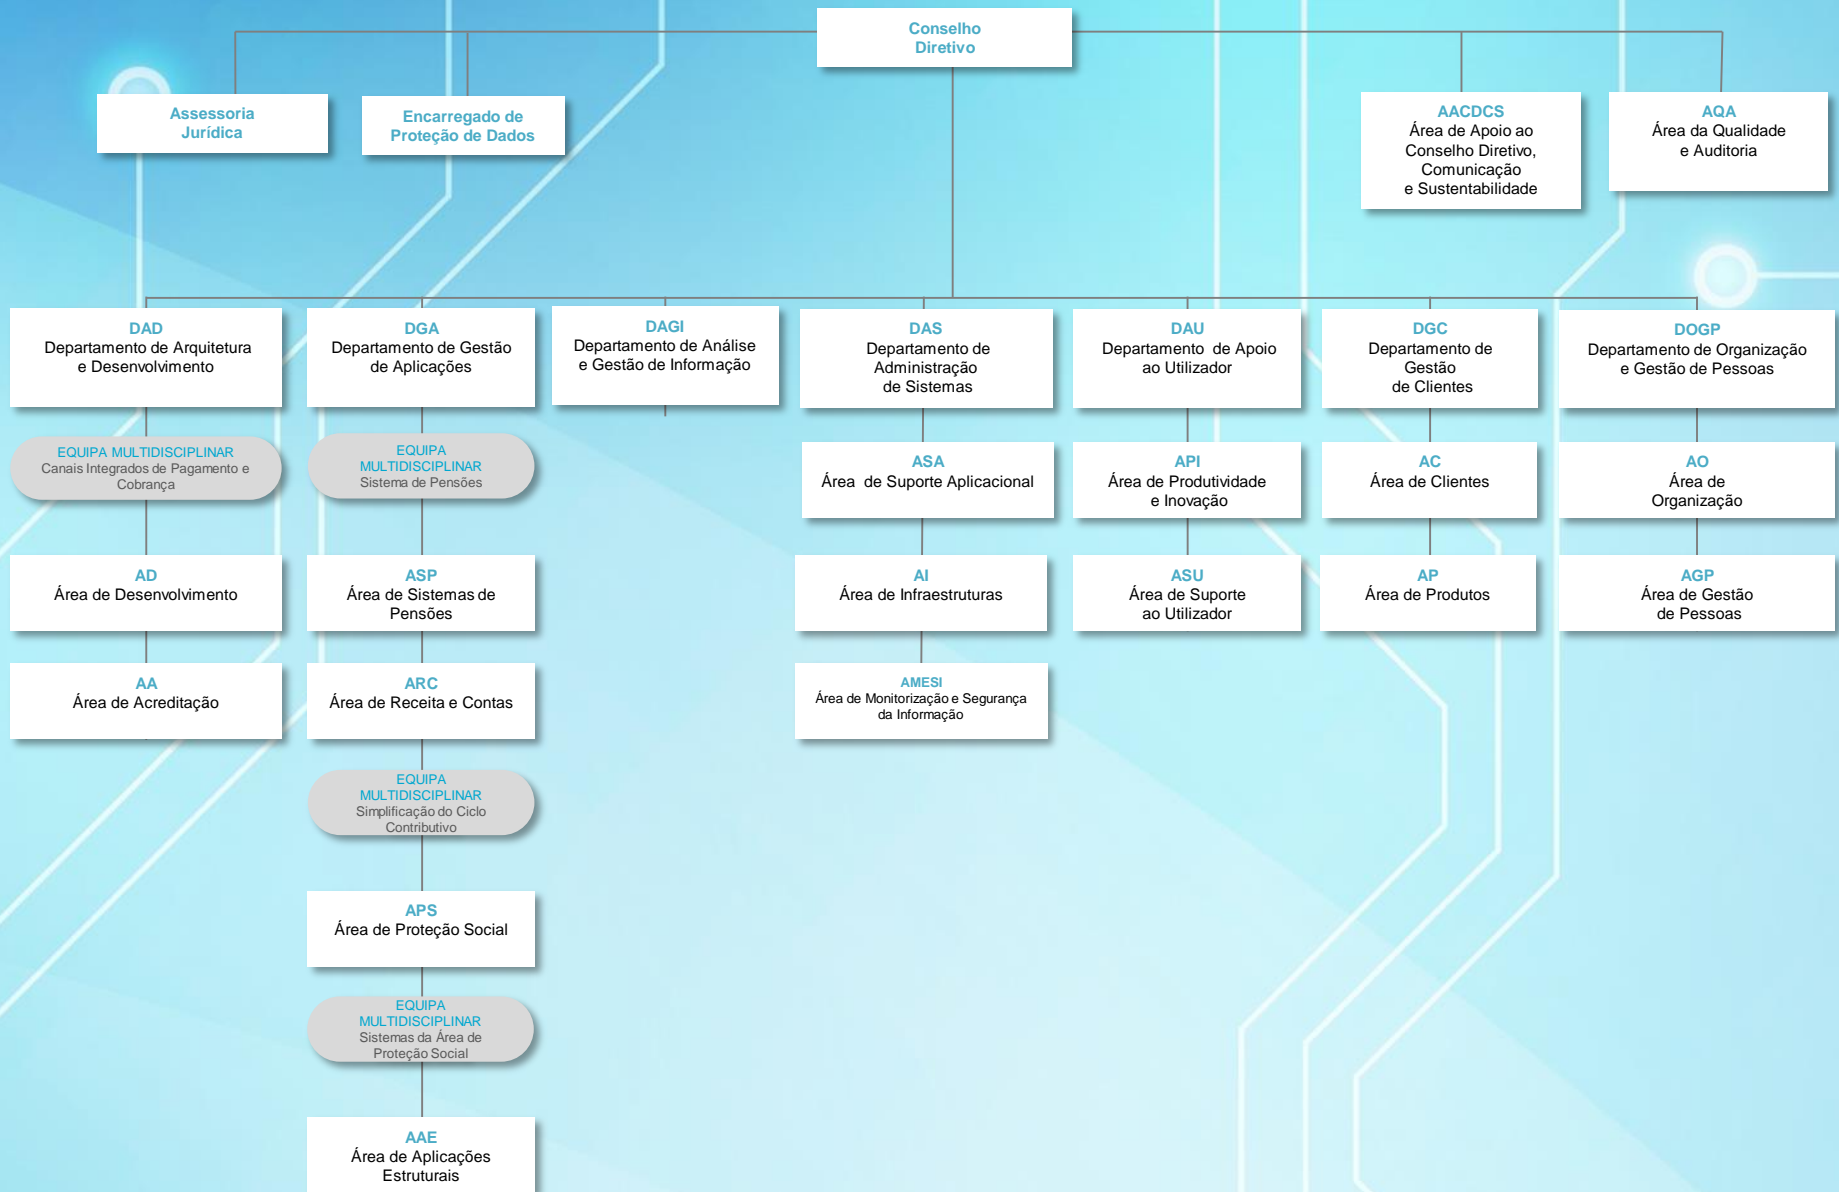 Conselho
Diretivo
Assessoria
Jurídica
Encarregado de
Proteção de Dados
AACDCS
Área de Apoio ao
Conselho Diretivo,
Comunicação
e Sustentabilidade
AQA
Área da Qualidade
e Auditoria
DAD
Departamento de Arquitetura
e Desenvolvimento
DGA
Departamento de Gestão
de Aplicações
DAGI
Departamento de Análise
e Gestão de Informação
DAS
Departamento de
Administração
de Sistemas
DAU
Departamento de Apoio
ao Utilizador
DGC
Departamento de
Gestão
de Clientes
DOGP
Departamento de Organização
e Gestão de Pessoas
EQUIPA MULTIDISCIPLINAR
Canais Integrados de Pagamento e
Cobrança
EQUIPA
MULTIDISCIPLINAR
Sistema de Pensões
ASA
Área de Suporte Aplicacional
API
Área de Produtividade
e Inovação
AC
Área de Clientes
AO
Área de
Organização
AD
Área de Desenvolvimento
ASP
Área de Sistemas de
Pensões
AI
Área de Infraestruturas
ASU
Área de Suporte
ao Utilizador
AP
Área de Produtos
AGP
Área de Gestão
de Pessoas
AA
Área de Acreditação
ARC
Área de Receita e Contas
AMESI
Área de Monitorização e Segurança
da Informação
EQUIPA
MULTIDISCIPLINAR
Simplificação do Ciclo
Contributivo
APS
Área de Proteção Social
EQUIPA
MULTIDISCIPLINAR
Sistemas da Área de
Proteção Social
AAE
Área de Aplicações
Estruturais